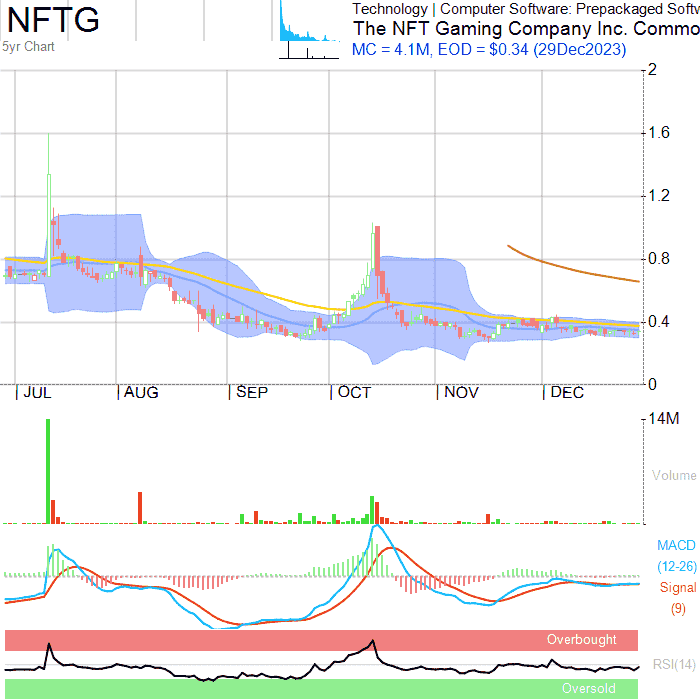 NFTG
5yr Chart
Technology | Computer Software: Prepackaged Softw
The NFT Gaming Company Inc. Commo
MC = 4.1M, EOD = $0.34 (29Dec2023)
2
1.6
1.2
0.8
0.4
0
JUL AUG SEP OCT NOV DEC
14M
Volume
MACD
(12-26)
Signal
(9)
Overbought
RSI(14)
Oversold